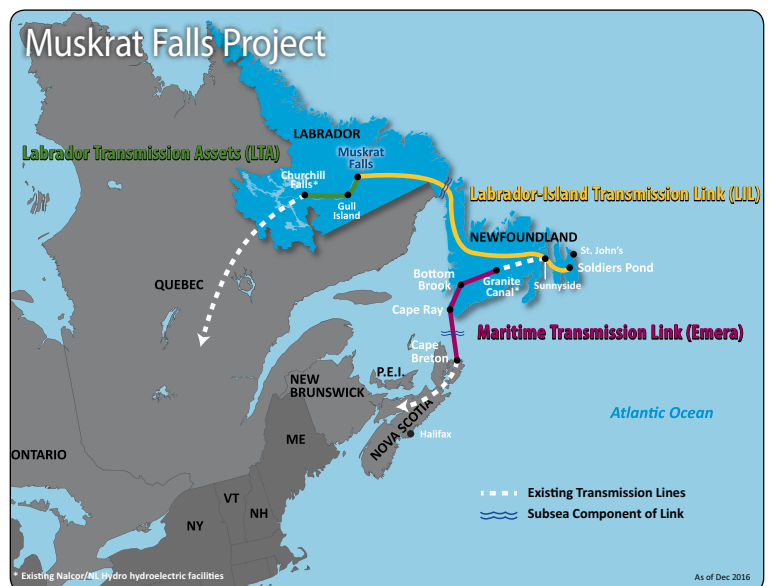 Muskrat Falls Project
LABRADOR
Labrador Transmission Assets (LTA)
Muskrat
Falls
Churchill
Falls*
Gull
Island
Labrador-Island Transmission Link (LIL)
NEWFOUNDLAND
St. John's
Soldiers Pond
Sunnyside
Bottom
Brook
Granite
Canal*
QUEBEC
Cape Ray
Maritime Transmission Link (Emera)
Cape
Breton
P.E.I.
NEW
BRUNSWICK
NOVA SCOTIA
Halifax
Atlantic Ocean
ME
ONTARIO
VT
NH
NY
Existing Transmission Lines
Subsea Component of Link
* Existing Nalcor/NL Hydro hydroelectric facilities
As of Dec 2016